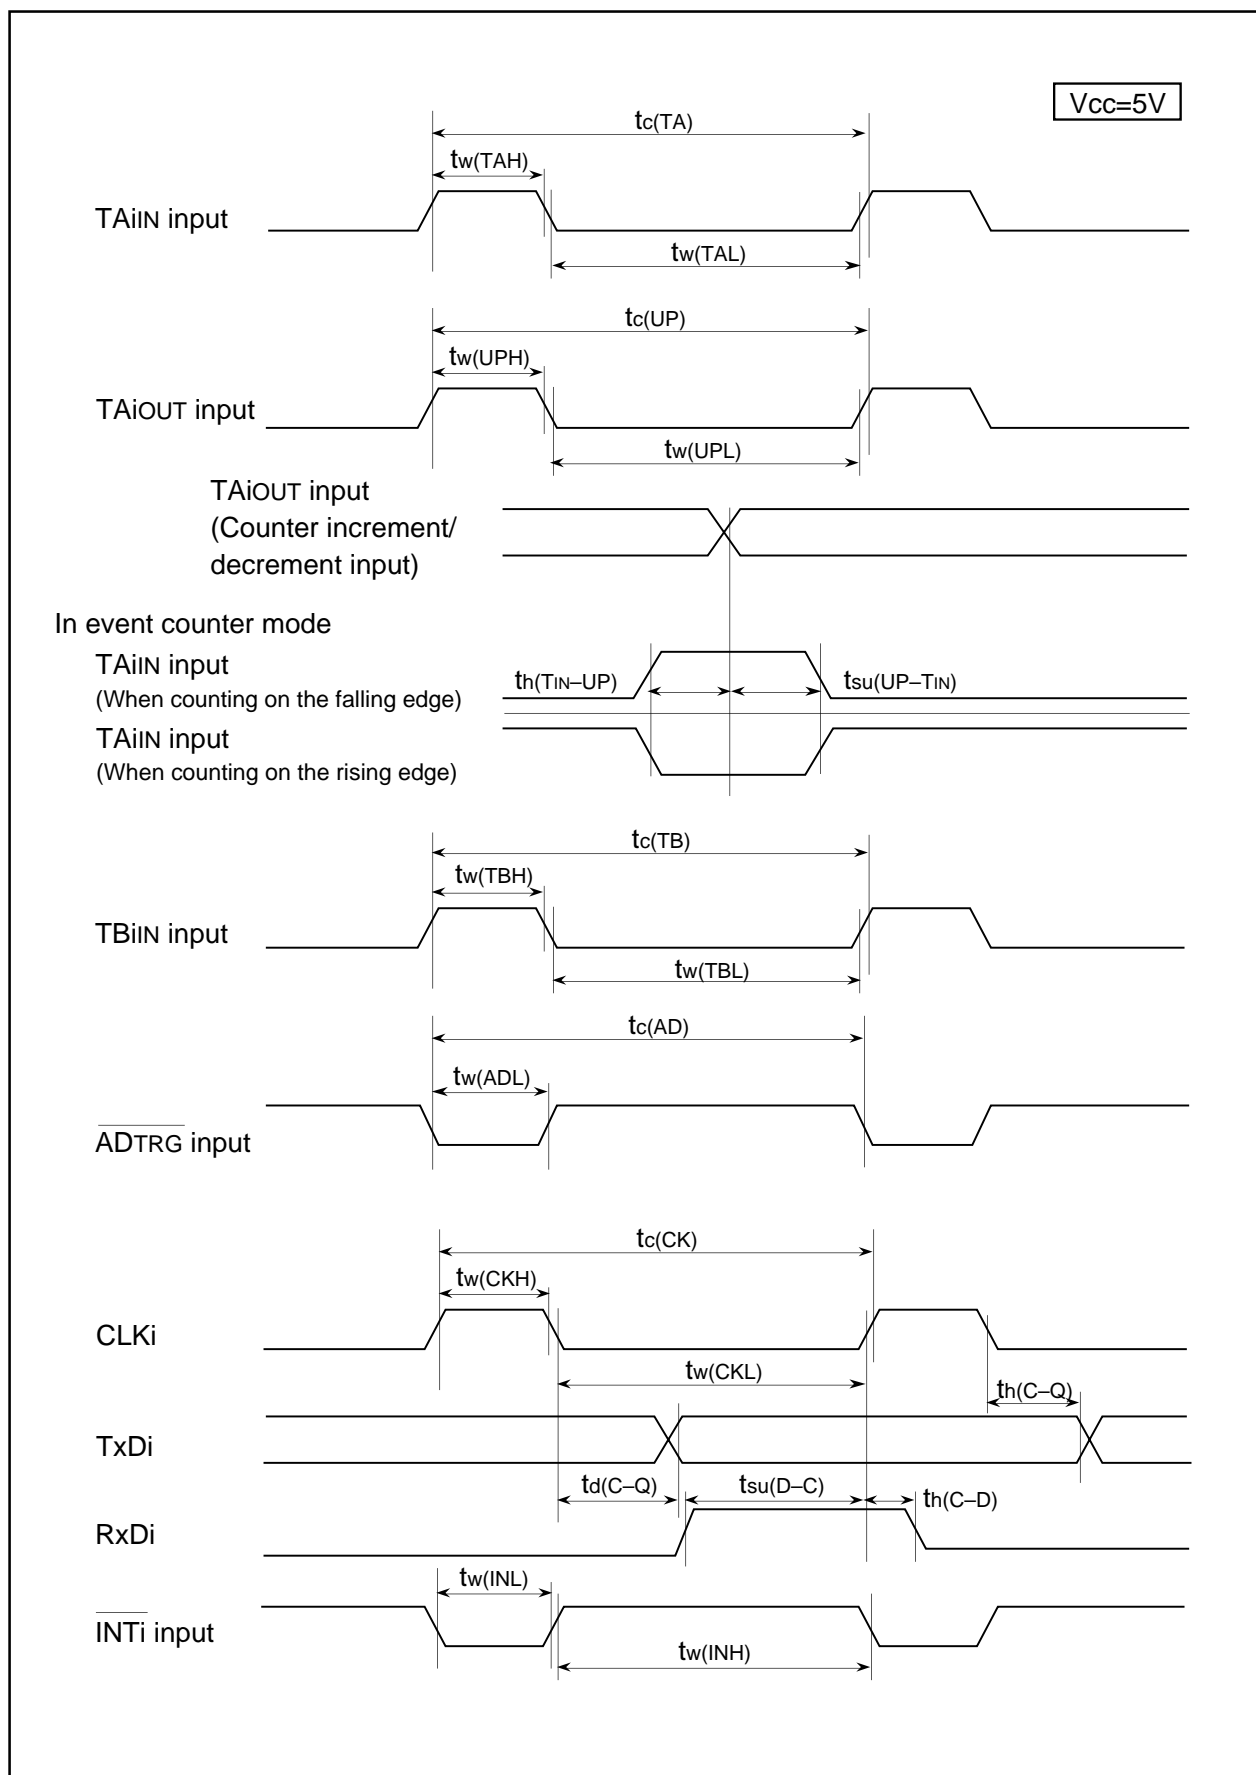 Vcc=5V
tc(TA)
tw(TAH)
TAiIN input
tw(TAL)
tc(UP)
tw(UPH)
TAiOUT input
tw(UPL)
TAiOUT input
(Counter increment/
decrement input)
In event counter mode
TAiIN input
(When counting on the falling edge)
th(TIN–UP)
tsu(UP–TIN)
TAiIN input
(When counting on the rising edge)
tc(TB)
tw(TBH)
TBiIN input
tw(TBL)
tc(AD)
tw(ADL)
ADTRG input
tc(CK)
tw(CKH)
CLKi
tw(CKL)
th(C–Q)
TxDi
td(C–Q)
tsu(D–C)
th(C–D)
RxDi
tw(INL)
INTi input
tw(INH)